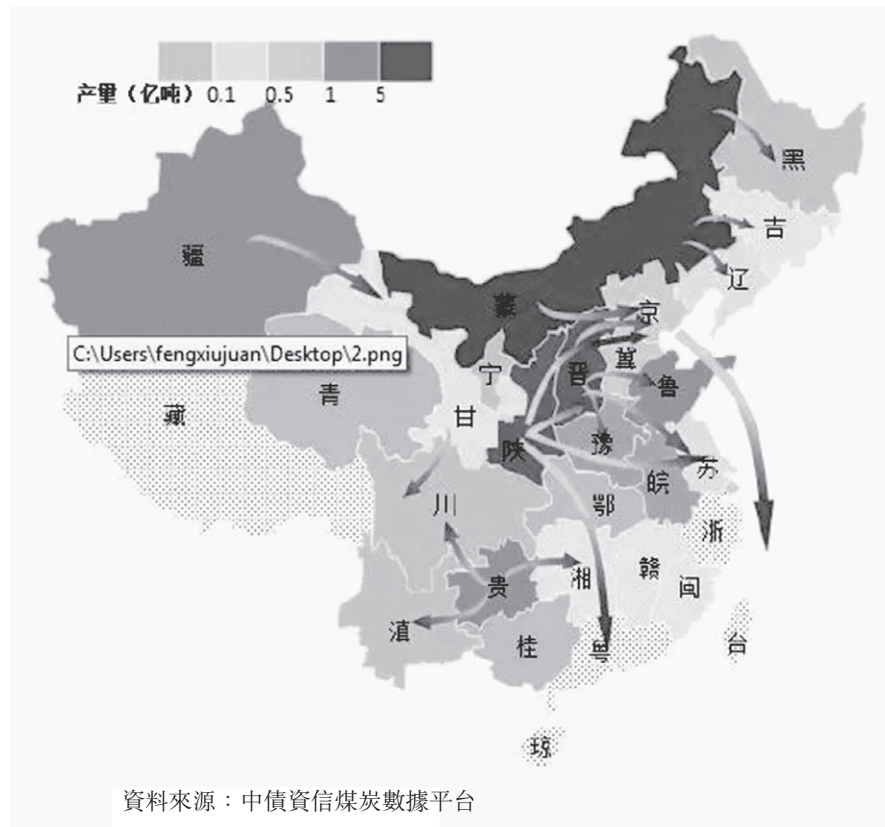 产量（亿吨） 0.1 0.5 1 5
黑
吉
疆
辽
蒙 京
C:\Users\fengxiujuan\Desktop\2.png
宁 晋 冀
青 鲁
藏 甘
陕 豫 苏
皖
川 鄂
浙
贵 湘 赣 闽
滇 桂 粤 台
琼
資料來源：中債資信煤炭數據平台